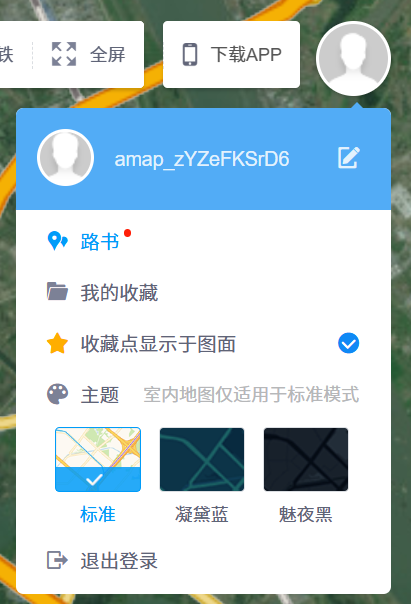 铁 全屏 下载APP
amap_zYZeFKSrD6
路书
我的收藏
收藏点显示于图面
主题 室内地图仅适用于标准模式
标准 凝黛蓝 魅夜黑
退出登录